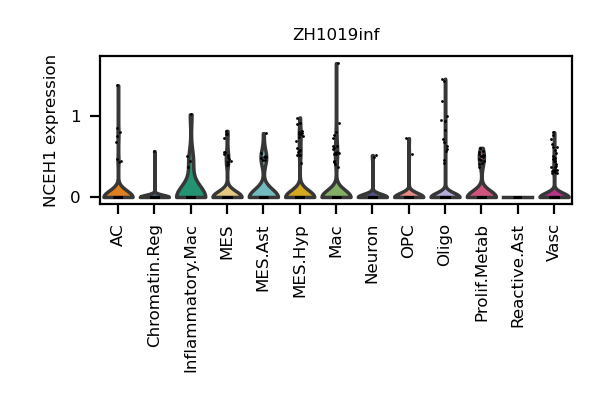 ZH1019inf
NCEH1 expression
1
0
AC
Chromatin.Reg
Inflammatory.Mac
MES
MES.Ast
MES.Hyp
Mac
Neuron
OPC
Oligo
Prolif.Metab
Reactive.Ast
Vasc